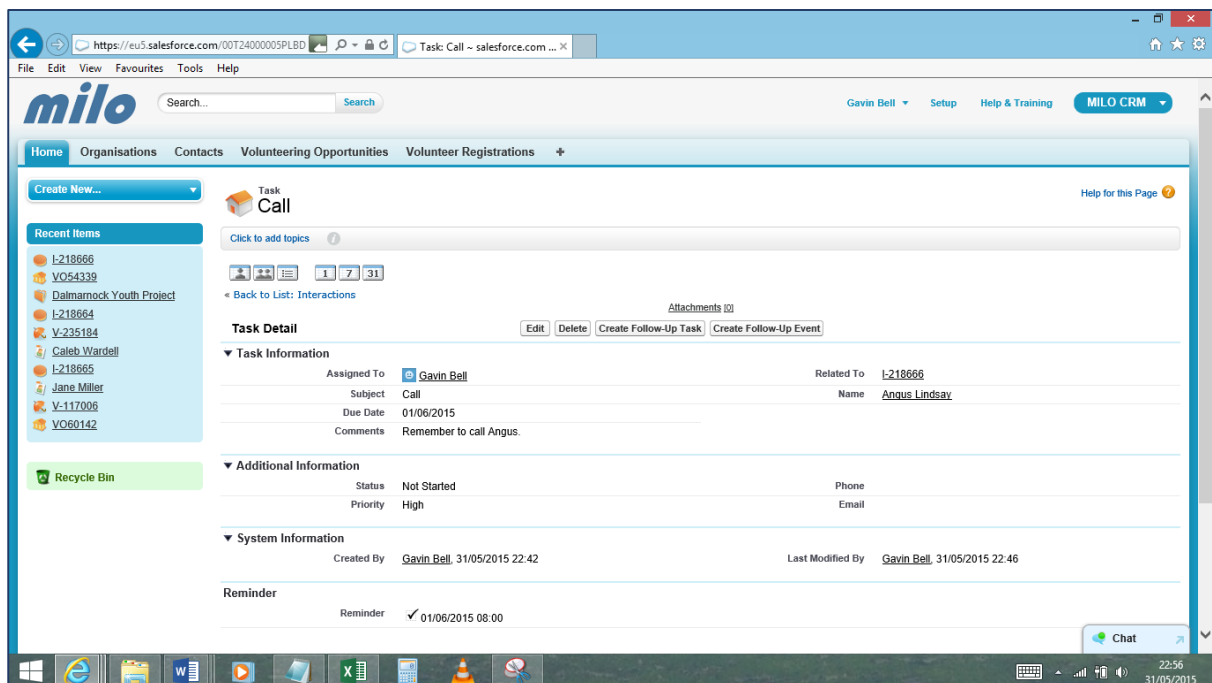 https://eu5.salesforce.com/00T24000005PLBD
Task: Call ~ salesforce.com ...
File Edit View Favourites Tools Help
milo
Search...
Search
Gavin Bell
Setup
Help & Training
MILO CRM
Home Organisations Contacts Volunteering Opportunities Volunteer Registrations +
Create New...
Recent Items
I-218666
VO54339
Dalmarnock Youth Project
I-218664
V-235184
Caleb Wardell
I-218665
Jane Miller
V-117006
VO60142
Recycle Bin
Task
Call
Help for this Page
Click to add topics
1 7 31
« Back to List: Interactions
Attachments [0]
Task Detail
Edit Delete Create Follow-Up Task Create Follow-Up Event
Task Information
Assigned To Gavin Bell Related To I-218666
Subject Call Name Angus Lindsay
Due Date 01/06/2015
Comments Remember to call Angus.
Additional Information
Status Not Started Phone
Priority High Email
System Information
Created By Gavin Bell, 31/05/2015 22:42 Last Modified By Gavin Bell, 31/05/2015 22:46
Reminder
Reminder 01/06/2015 08:00
Chat
22:56
31/05/2015